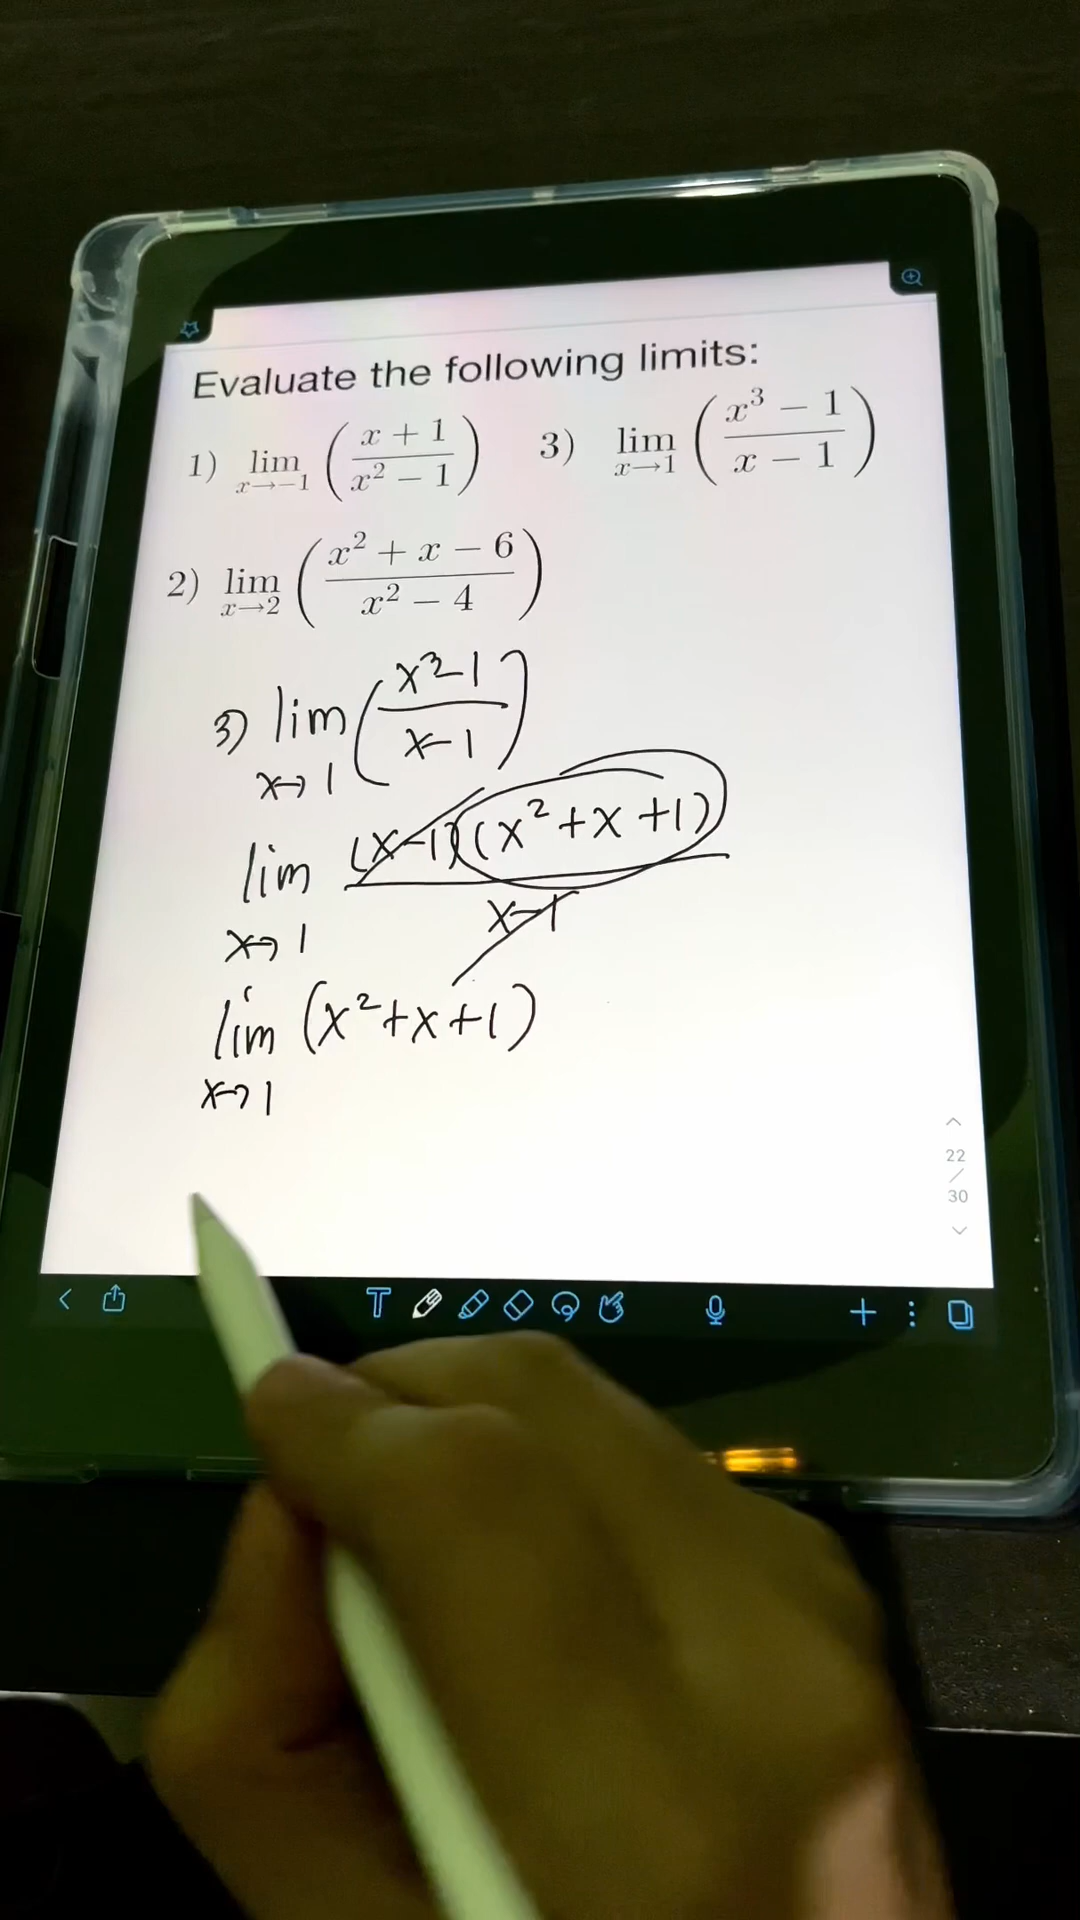 Evaluate the following limits:
1) lim x→−1 ( (x + 1) / (x² − 1) )
3) lim x→1 ( (x³ − 1) / (x − 1) )
2) lim x→2 ( (x² + x − 6) / (x² − 4) )
3) lim x→1 ( (x³-1) / (x-1) )
lim x→1 (x-1)(x²+x+1) / x-1
lim x→1 (x²+x+1)
22
/
30
T